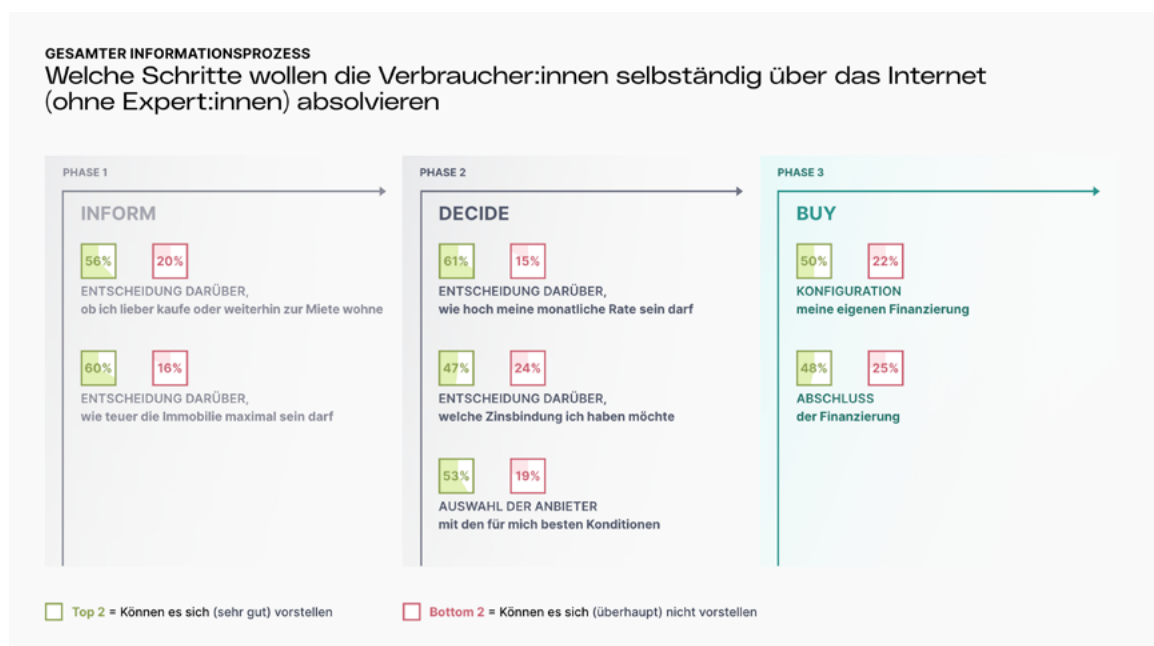 GESAMTER INFORMATIONSPROZESS
Welche Schritte wollen die Verbraucher:innen selbständig über das Internet
(ohne Expert:innen) absolvieren
PHASE 1
INFORM
56% 20%
ENTSCHEIDUNG DARÜBER,
ob ich lieber kaufe oder weiterhin zur Miete wohne
60% 16%
ENTSCHEIDUNG DARÜBER,
wie teuer die Immobilie maximal sein darf
PHASE 2
DECIDE
61% 15%
ENTSCHEIDUNG DARÜBER,
wie hoch meine monatliche Rate sein darf
47% 24%
ENTSCHEIDUNG DARÜBER,
welche Zinsbindung ich haben möchte
53% 19%
AUSWAHL DER ANBIETER
mit den für mich besten Konditionen
PHASE 3
BUY
50% 22%
KONFIGURATION
meine eigenen Finanzierung
48% 25%
ABSCHLUSS
der Finanzierung
Top 2 = Können es sich (sehr gut) vorstellen
Bottom 2 = Können es sich (überhaupt) nicht vorstellen